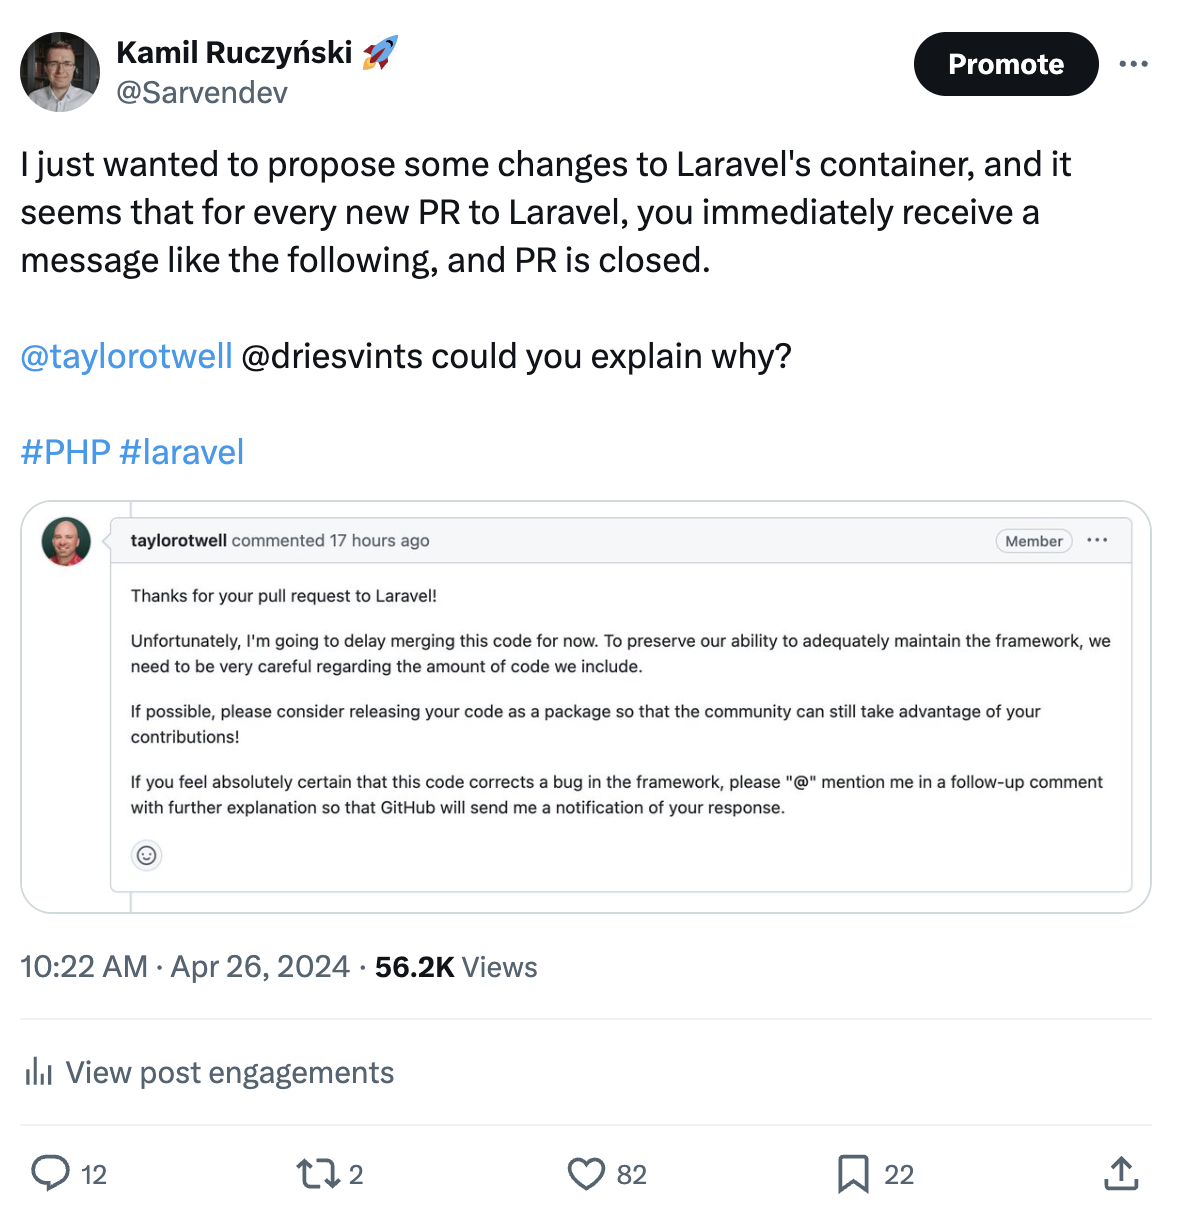 Kamil Ruczyński 🚀
@Sarvendev
Promote
I just wanted to propose some changes to Laravel's container, and it
seems that for every new PR to Laravel, you immediately receive a
message like the following, and PR is closed.
@taylorotwell @driesvints could you explain why?
#PHP #laravel
taylorotwell commented 17 hours ago
Member
Thanks for your pull request to Laravel!
Unfortunately, I'm going to delay merging this code for now. To preserve our ability to adequately maintain the framework, we
need to be very careful regarding the amount of code we include.
If possible, please consider releasing your code as a package so that the community can still take advantage of your
contributions!
If you feel absolutely certain that this code corrects a bug in the framework, please "@" mention me in a follow-up comment
with further explanation so that GitHub will send me a notification of your response.
10:22 AM · Apr 26, 2024 · 56.2K Views
View post engagements
12 2 82 22